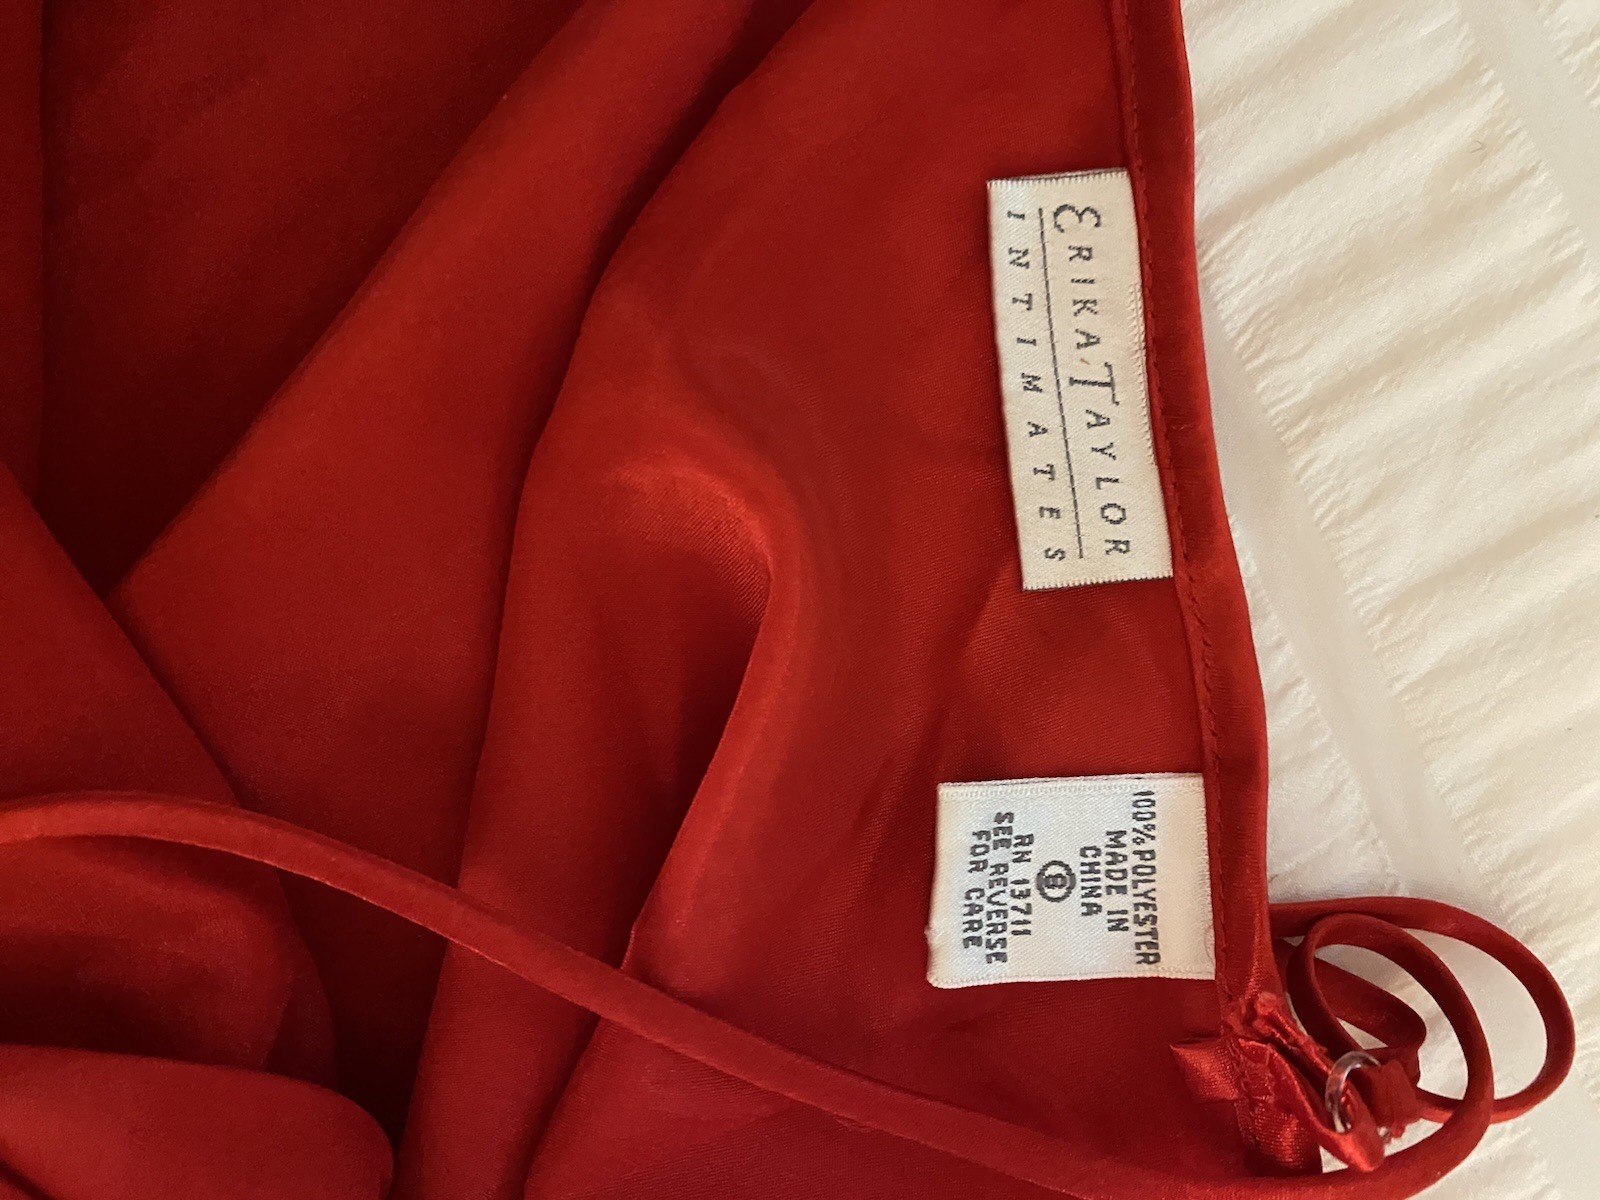 ERIKA TAYLOR
INTIMATES
100% POLYESTER
MADE IN
CHINA
RN 13711
SEE REVERSE
FOR CARE